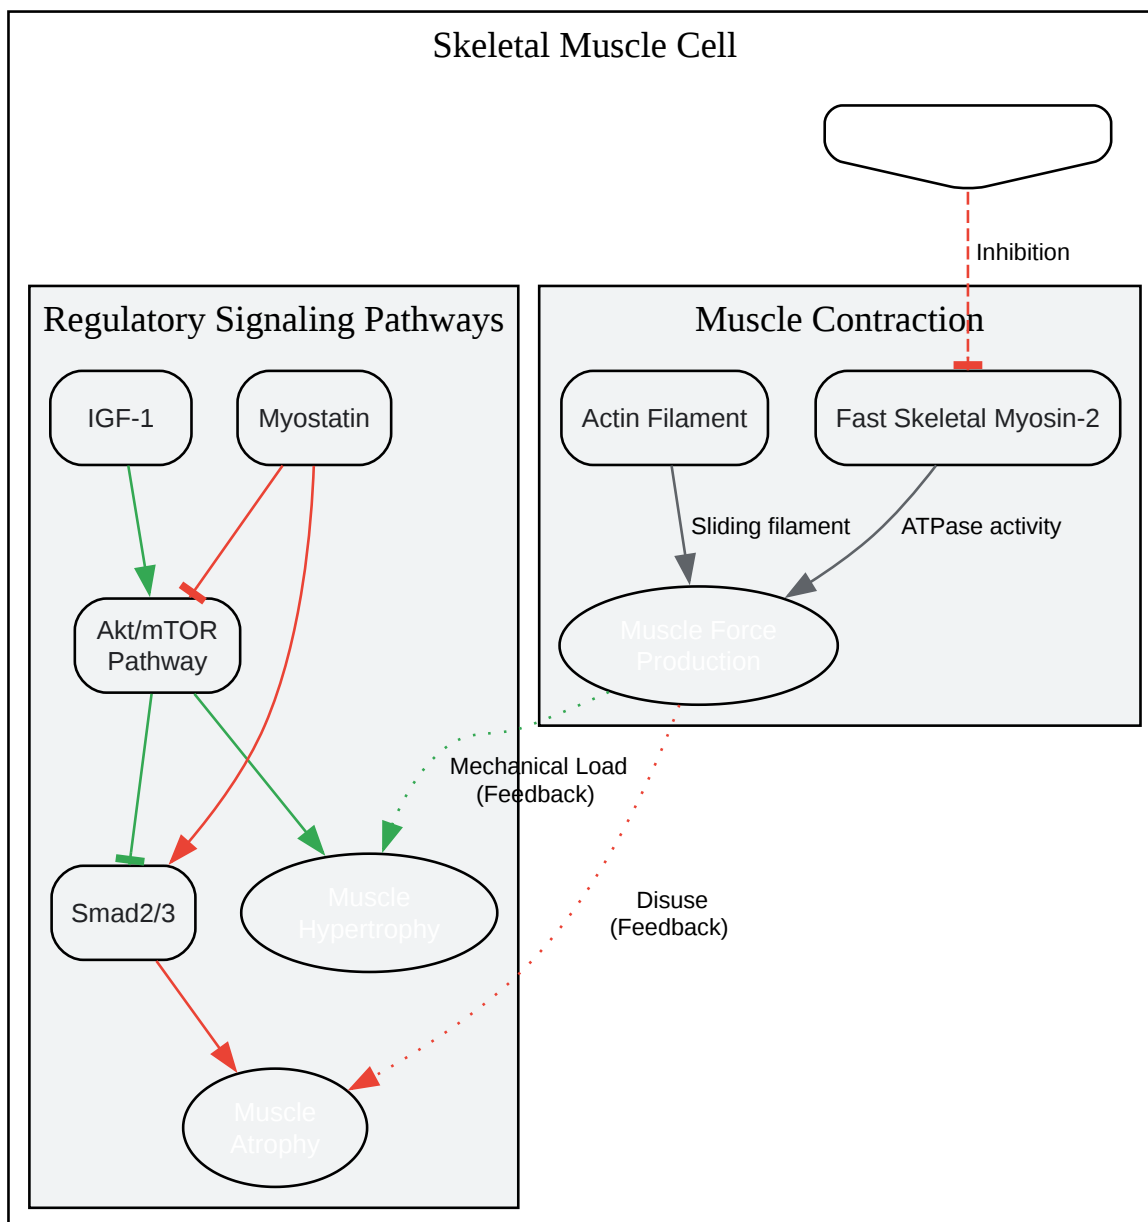 Skeletal Muscle Cell
Inhibition
Regulatory Signaling Pathways
Muscle Contraction
IGF-1
Myostatin
Actin Filament
Fast Skeletal Myosin-2
Sliding filament
ATPase activity
Akt/mTOR
Pathway
Muscle Force
Production
Mechanical Load
(Feedback)
Smad2/3
Muscle
Hypertrophy
Disuse
(Feedback)
Muscle
Atrophy